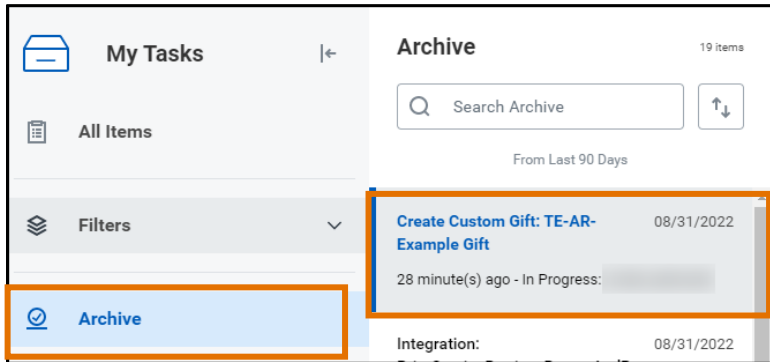 My Tasks
All Items
Filters
Archive
Archive
19 items
Search Archive
From Last 90 Days
Create Custom Gift: TE-AR-
Example Gift
08/31/2022
28 minute(s) ago - In Progress:
Integration:
08/31/2022